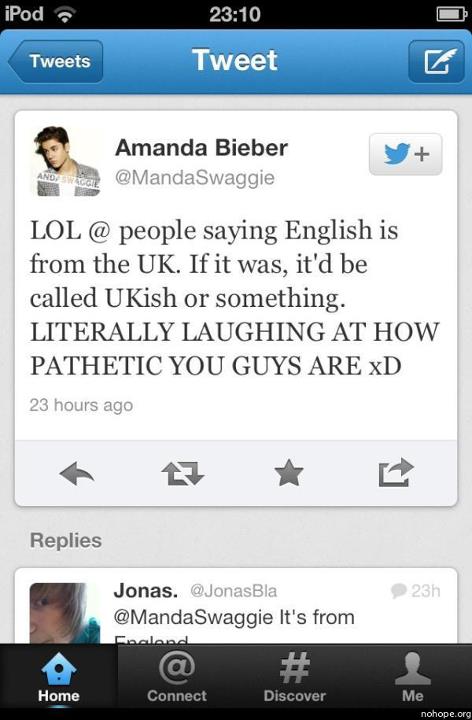 iPod 23:10
Tweets Tweet
Amanda Bieber
@MandaSwaggie
LOL @ people saying English is
from the UK. If it was, it'd be
called UKish or something.
LITERALLY LAUGHING AT HOW
PATHETIC YOU GUYS ARE xD
23 hours ago
Replies
Jonas. @JonasBla 23h
@MandaSwaggie It's from
England
Home Connect Discover Me
nohope.org